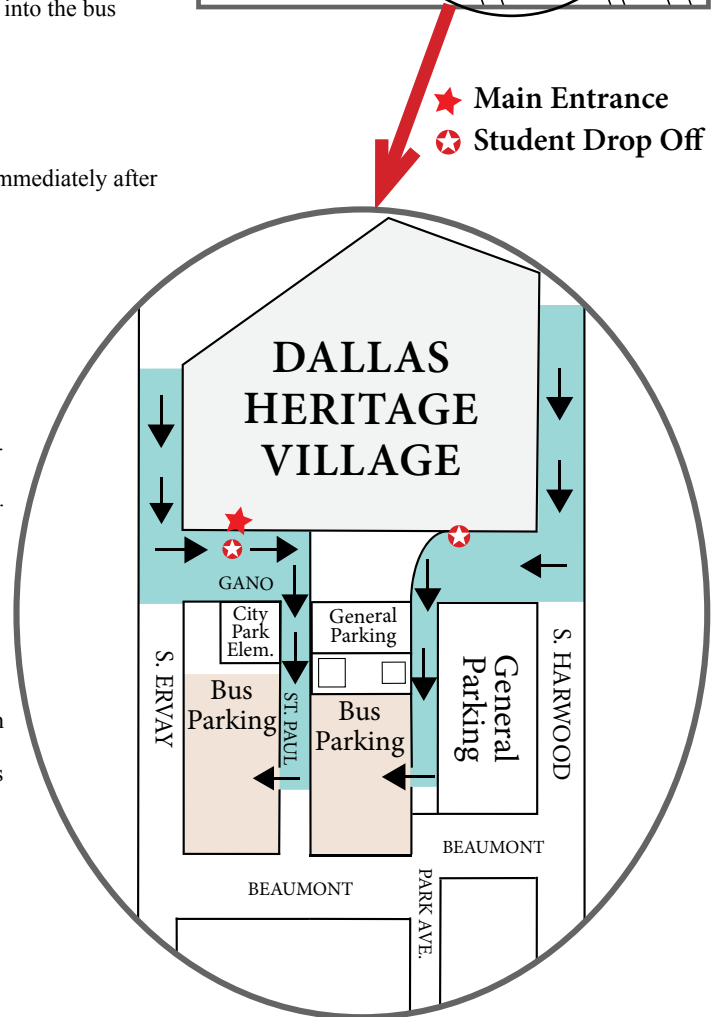 into the bus
Main Entrance
Student Drop Off
mmediately after
DALLAS
HERITAGE
VILLAGE
GANO
City
Park
Elem.
General
Parking
S. ERVAY
Bus
Parking
ST. PAUL
Bus
Parking
General
Parking
S. HARWOOD
BEAUMONT
BEAUMONT
PARK AVE.